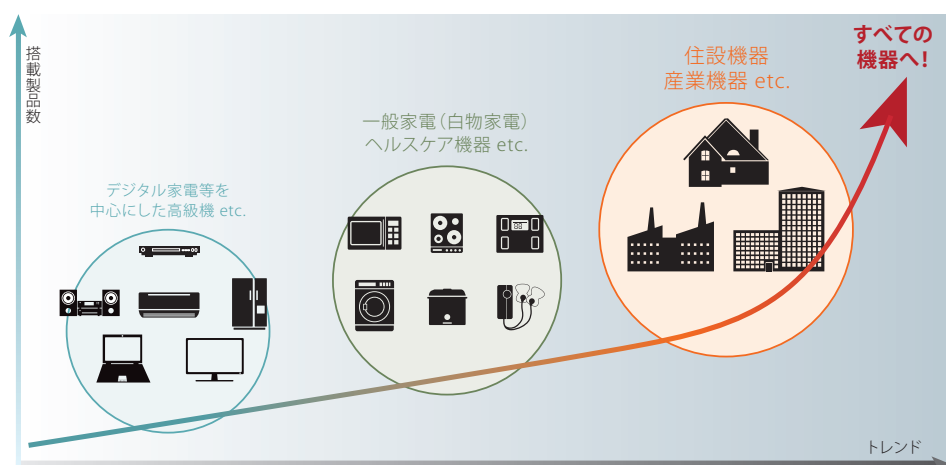 搭載製品数
デジタル家電等を
中心にした高級機 etc.
一般家電（白物家電）
ヘルスケア機器 etc.
住設機器
産業機器 etc.
すべての
機器へ!
トレンド